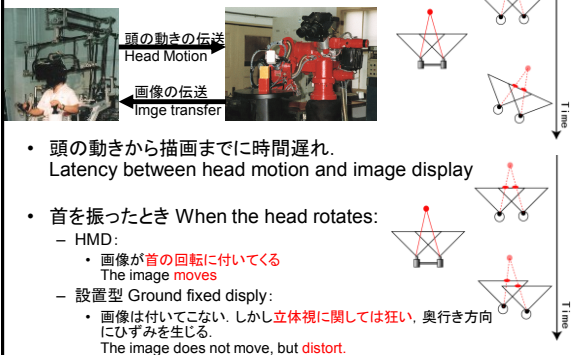 頭の動きの伝送
Head Motion
画像の伝送
Imge transfer
Time
• 頭の動きから描画までに時間遅れ.
Latency between head motion and image display
• 首を振ったとき When the head rotates:
– HMD:
• 画像が首の回転に付いてくる
The image moves
– 設置型 Ground fixed disply:
• 画像は付いてこない. しかし立体視に関しては狂い, 奥行き方向
にひずみを生じる.
The image does not move, but distort.
Time